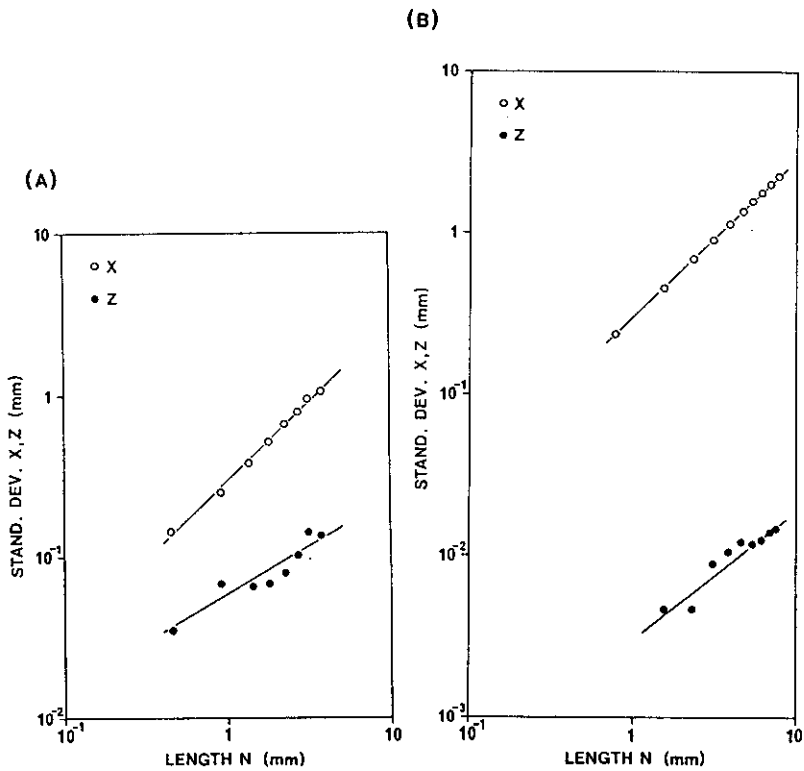 (A)
X
Z
10
1
10⁻¹
10⁻²
STAND. DEV. X,Z (mm)
10⁻¹
1
10
LENGTH N (mm)
(B)
X
Z
10
1
10⁻¹
10⁻²
10⁻³
STAND. DEV. X,Z (mm)
10⁻¹
1
10
LENGTH N (mm)